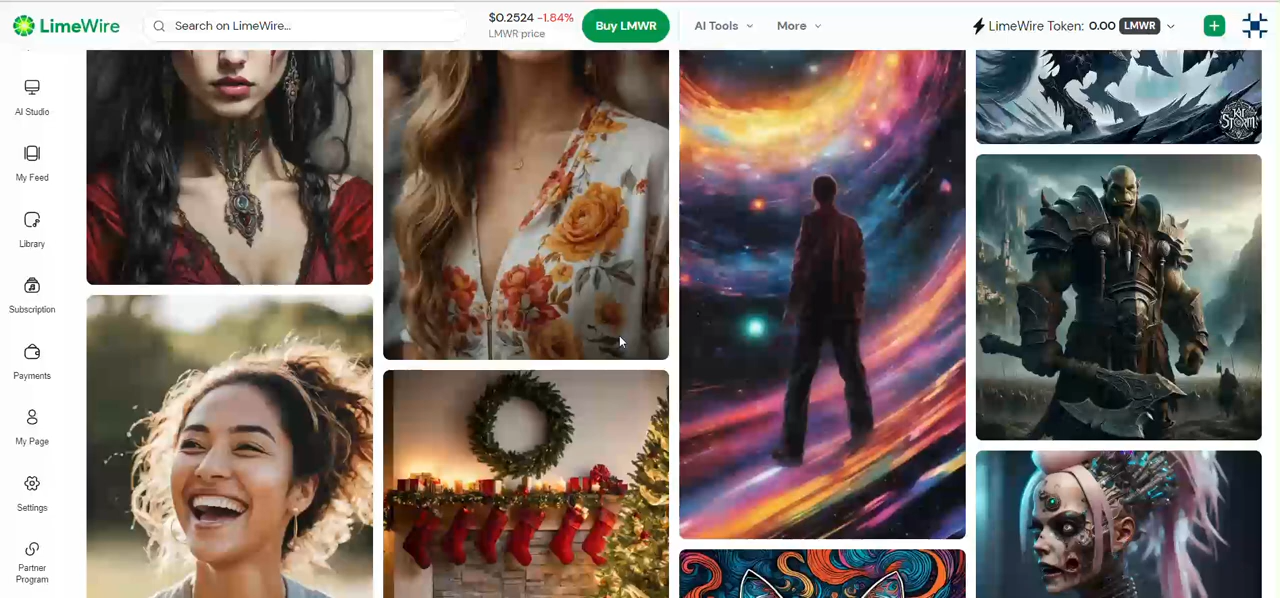 LimeWire
Search on LimeWire...
$0.2524 -1.84%
LMWR price
Buy LMWR
AI Tools
More
LimeWire Token: 0.00 LMWR
AI Studio
My Feed
Library
Subscription
Payments
My Page
Settings
Partner
Program
STORM